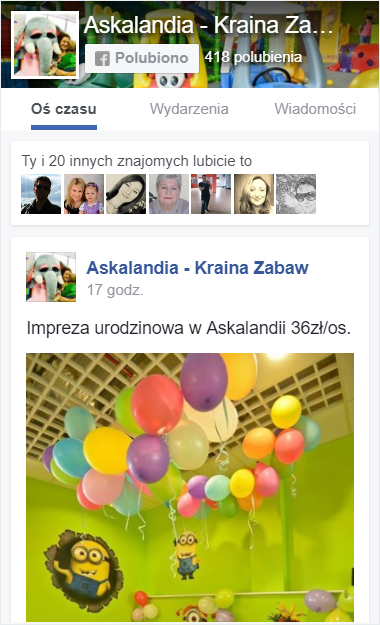 Askalandia - Kraina Za...
Polubiono
418 polubienia
Oś czasu
Wydarzenia
Wiadomości
Ty i 20 innych znajomych lubicie to
Askalandia - Kraina Zabaw
17 godz.
Impreza urodzinowa w Askalandii 36zł/os.